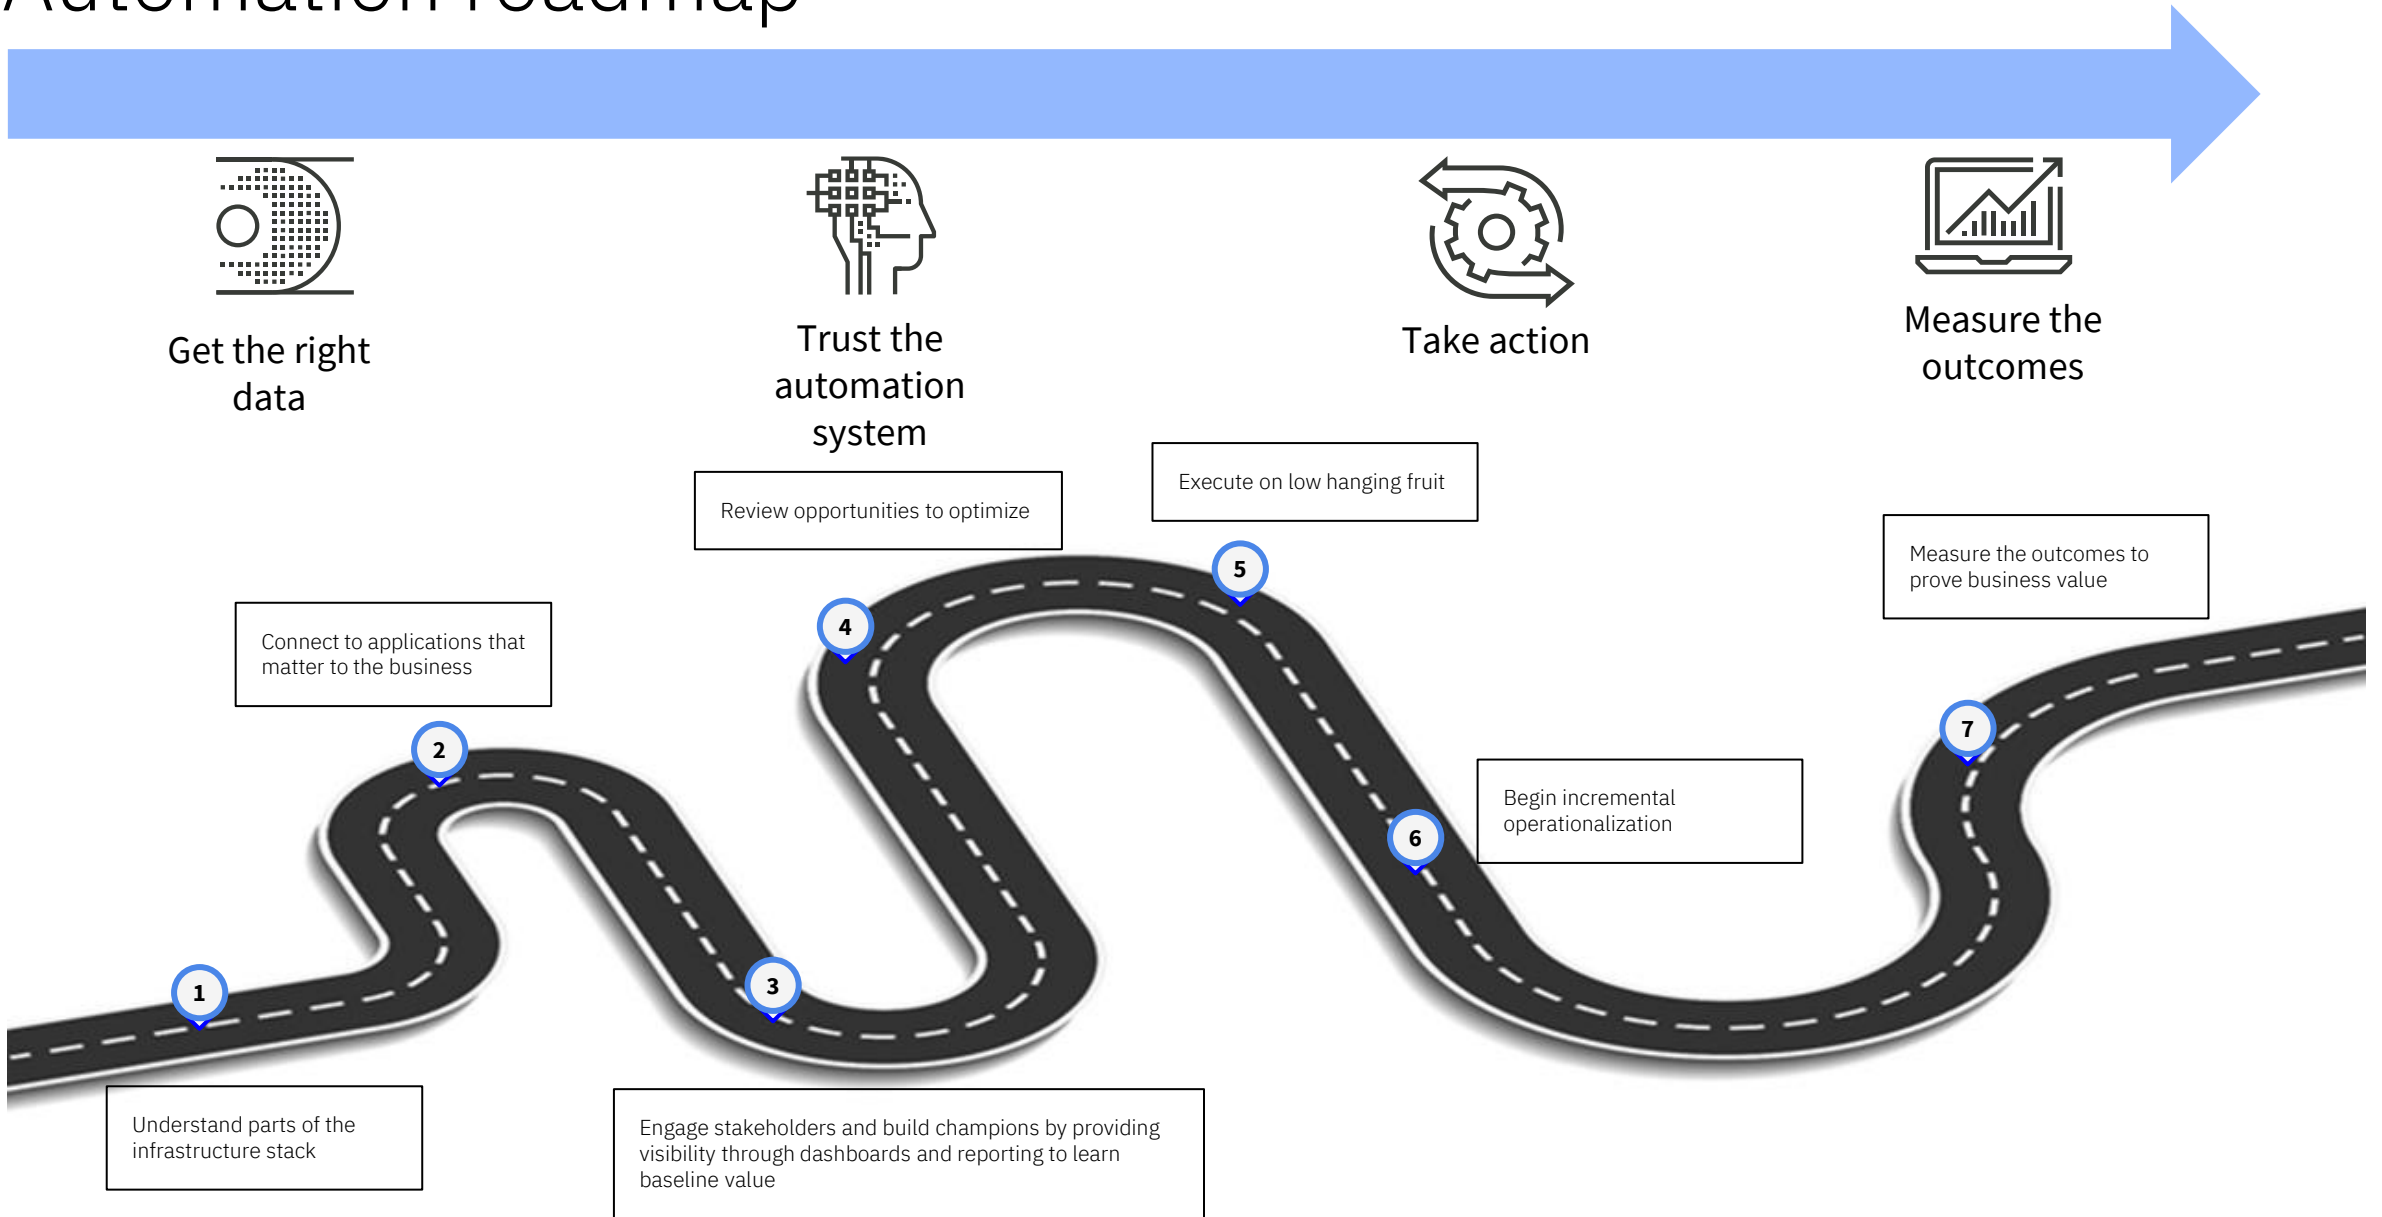 Automation roadmap
Get the right
data
Trust the
automation
system
Take action
Measure the
outcomes
Review opportunities to optimize
Execute on low hanging fruit
Measure the outcomes to
prove business value
Connect to applications that
matter to the business
5
4
7
2
Begin incremental
operationalization
6
3
1
Understand parts of the
infrastructure stack
Engage stakeholders and build champions by providing
visibility through dashboards and reporting to learn
baseline value